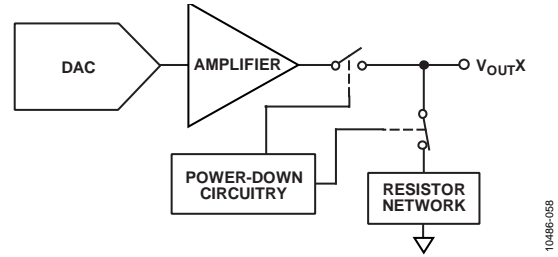 DAC
AMPLIFIER
VOUTX
POWER-DOWN
CIRCUITRY
RESISTOR
NETWORK
10486-058